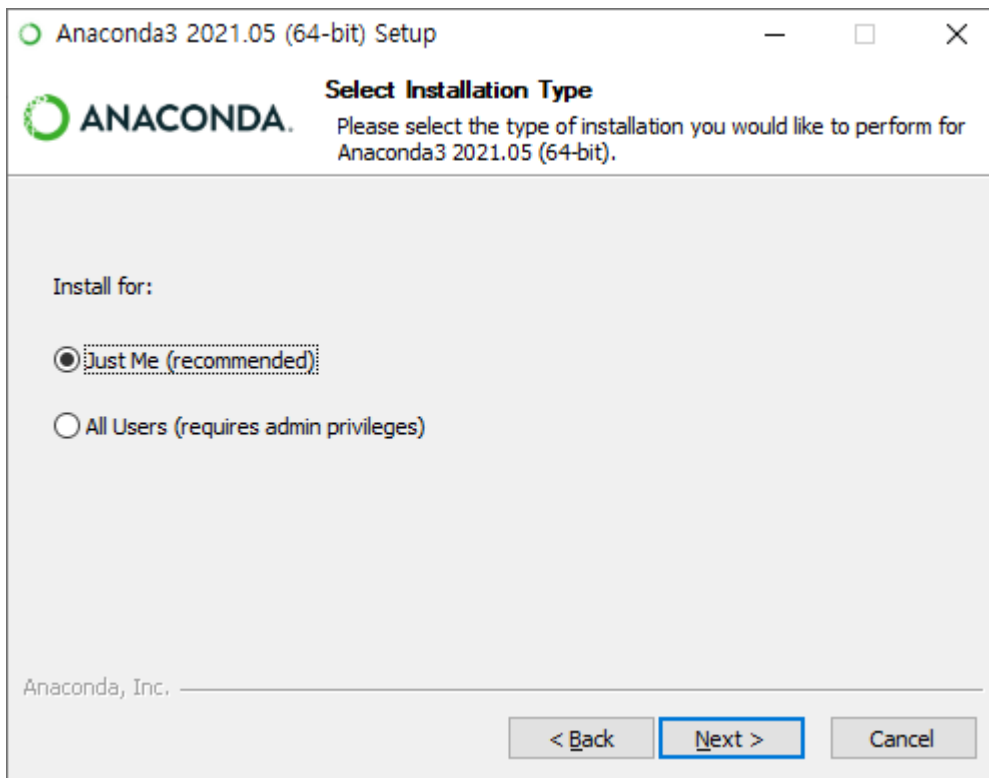 Anaconda3 2021.05 (64-bit) Setup
ANACONDA.
Select Installation Type
Please select the type of installation you would like to perform for
Anaconda3 2021.05 (64-bit).
Install for:
Just Me (recommended)
All Users (requires admin privileges)
Anaconda, Inc.
< Back
Next >
Cancel